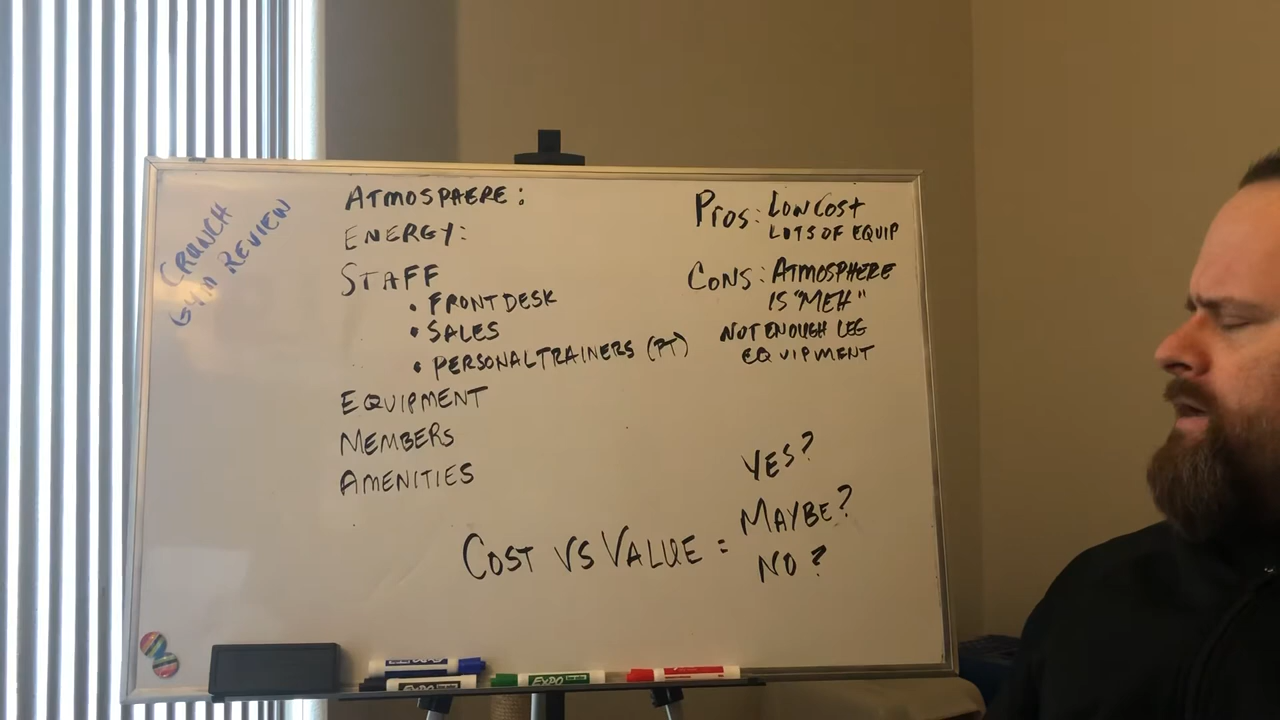 CRUNCH
GYM REVIEW
ATMOSPHERE:
ENERGY:
STAFF
• FRONT DESK
• SALES
• PERSONAL TRAINERS (PT)
EQUIPMENT
MEMBERS
AMENITIES
PROS: LOW COST
LOTS OF EQUIP
CONS: ATMOSPHERE
IS "MEH"
NOT ENOUGH LEG
EQUIPMENT
COST VS VALUE =
YES?
MAYBE?
NO?
EXPO
EXPO